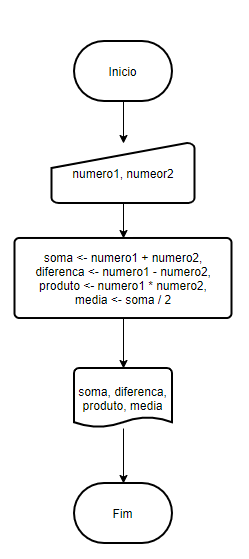 Inicio
numero1, numeor2
soma <- numero1 + numero2,
diferenca <- numero1 - numero2,
produto <- numero1 * numero2,
media <- soma / 2
soma, diferenca,
produto, media
Fim